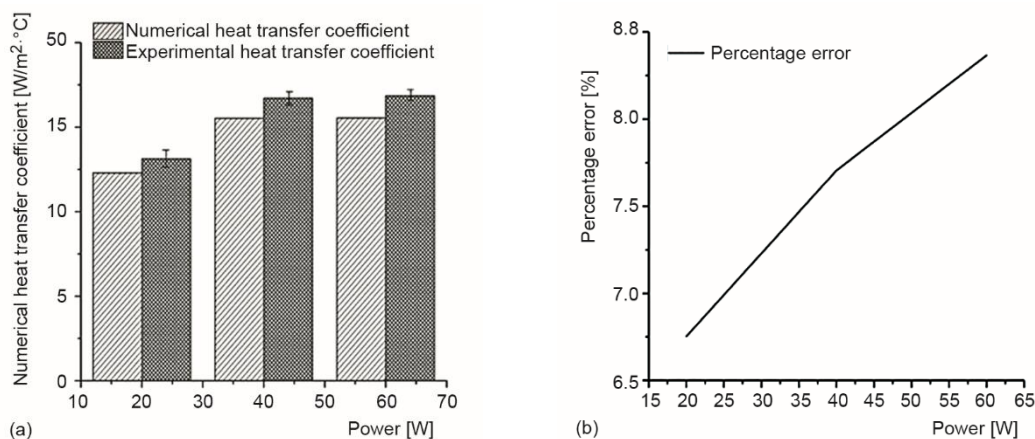 Numerical heat transfer coefficient [W/m²·°C]
50
15
10
5
0
Numerical heat transfer coefficient
Experimental heat transfer coefficient
10 20 30 40 50 60 70
(a)
Power [W]
Percentage error [%]
8.8
8.0
7.5
7.0
6.5
Percentage error
15 20 25 30 35 40 45 50 55 60 65
(b)
Power [W]